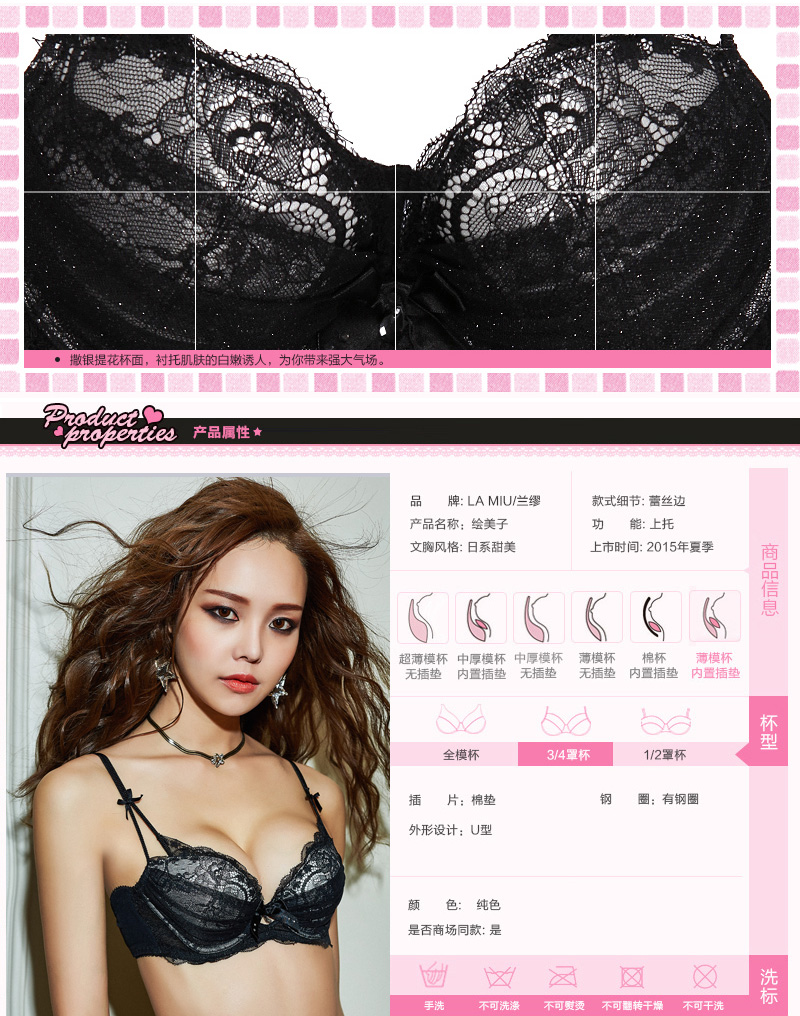 撒银提花杯面，衬托肌肤的白嫩诱人，为你带来强大气场。
Product
properties 产品属性
品 牌: LA MIU/兰缪
款式细节: 蕾丝边
产品名称：绘美子
功 能: 上托
文胸风格: 日系甜美
上市时间: 2015年夏季
商品信息
超薄模杯 中厚模杯 中厚模杯 薄模杯 棉杯 薄模杯
无插垫 内置插垫 无插垫 无插垫 内置插垫 内置插垫
杯型
全模杯 3/4罩杯 1/2罩杯
插 片：棉垫
钢 圈：有钢圈
外形设计：U型
颜 色: 纯色
是否商场同款: 是
洗标
手洗 不可洗涤 不可熨烫 不可翻转干燥 不可干洗